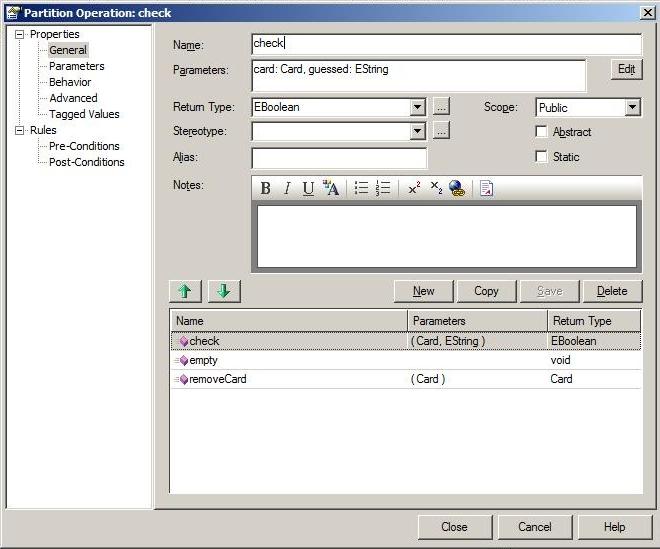 Partition Operation: check
Properties
General
Parameters
Behavior
Advanced
Tagged Values
Rules
Pre-Conditions
Post-Conditions
Name: check
Parameters: card: Card, guessed: EString Edit
Return Type: EBoolean ... Scope: Public
Stereotype: ... Abstract
Alias: Static
Notes: B I U A x² x₂
New Copy Save Delete
Name Parameters Return Type
check ( Card, EString ) EBoolean
empty void
removeCard ( Card ) Card
Close Cancel Help